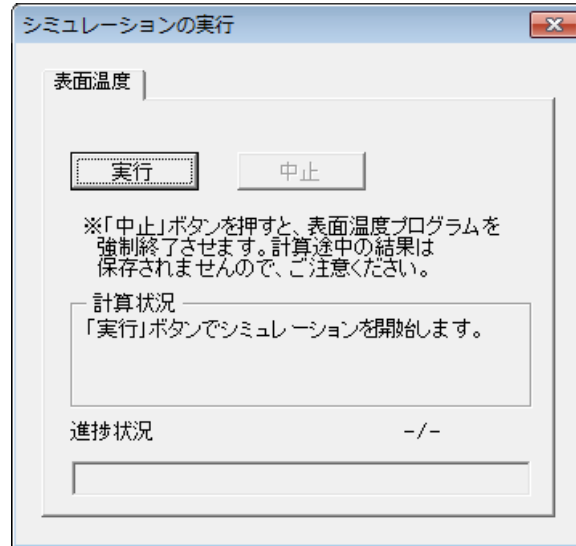 シミュレーションの実行
表面温度
実行 中止
※「中止」ボタンを押すと、表面温度プログラムを
強制終了させます。計算途中の結果は
保存されませんので、ご注意ください。
計算状況
「実行」ボタンでシミュレーションを開始します。
進捗状況 -/-